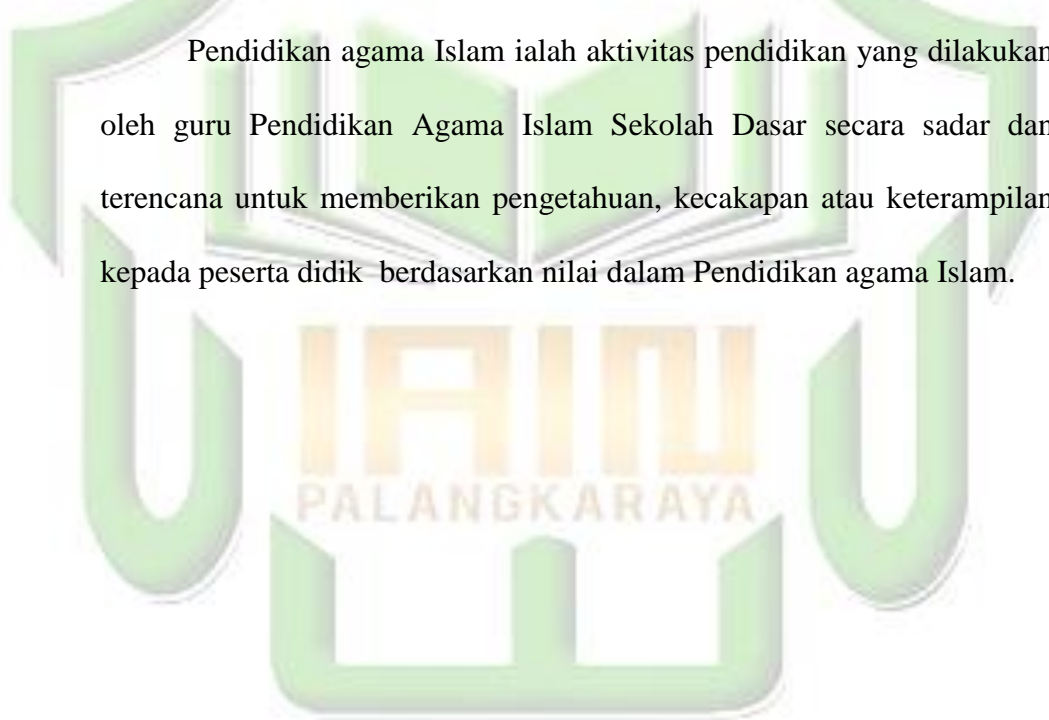 Pendidikan agama Islam ialah aktivitas pendidikan yang dilakukan
oleh guru Pendidikan Agama Islam Sekolah Dasar secara sadar dan
terencana untuk memberikan pengetahuan, kecakapan atau keterampilan
kepada peserta didik berdasarkan nilai dalam Pendidikan agama Islam.
IAIN
PALANGKARAYA